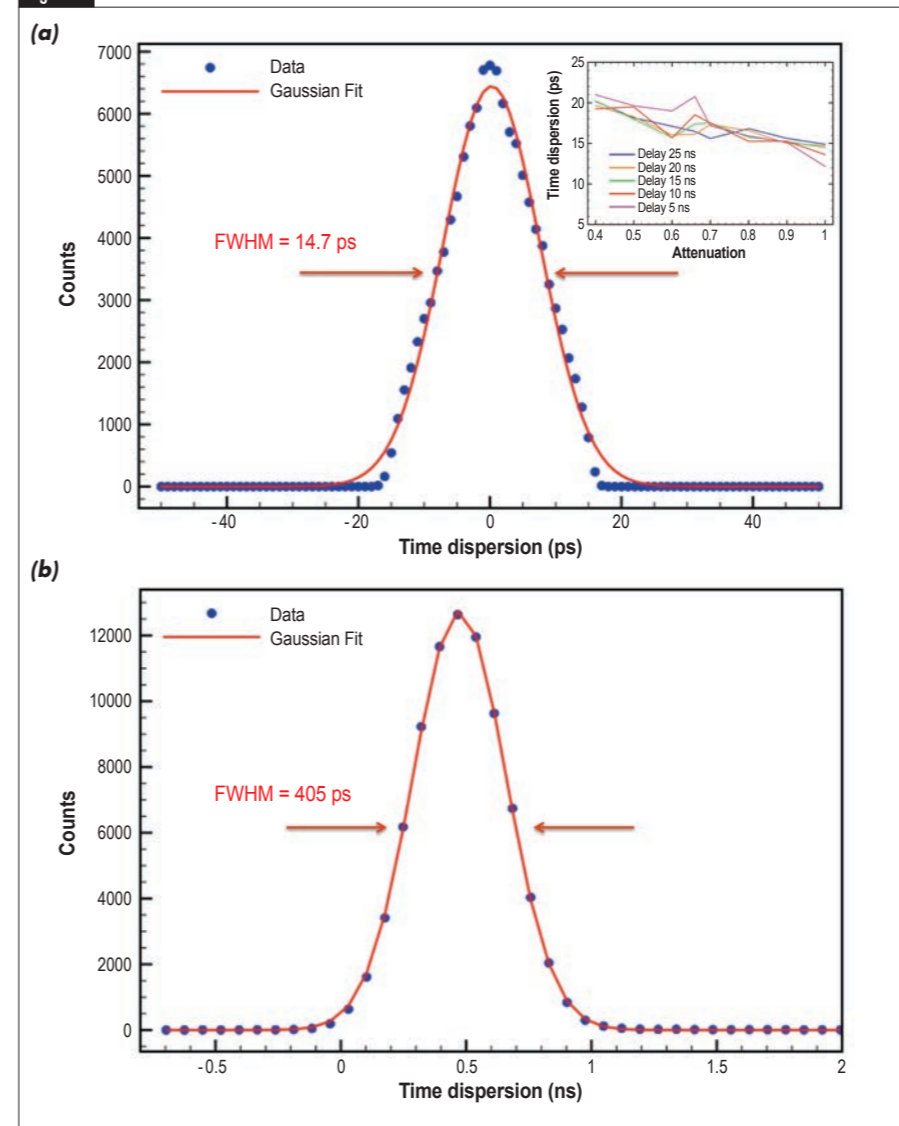 (a)
7000
6000
5000
4000
3000
2000
1000
0
Counts
Data
Gaussian Fit
FWHM = 14.7 ps
25
20
15
10
5
Time dispersion (ps)
Delay 25 ns
Delay 20 ns
Delay 15 ns
Delay 10 ns
Delay 5 ns
0.4 0.5 0.6 0.7 0.8 0.9 1
Attenuation
-40 -20 0 20 40
Time dispersion (ps)
(b)
12000
10000
8000
6000
4000
2000
0
Counts
Data
Gaussian Fit
FWHM = 405 ps
-0.5 0 0.5 1 1.5 2
Time dispersion (ns)